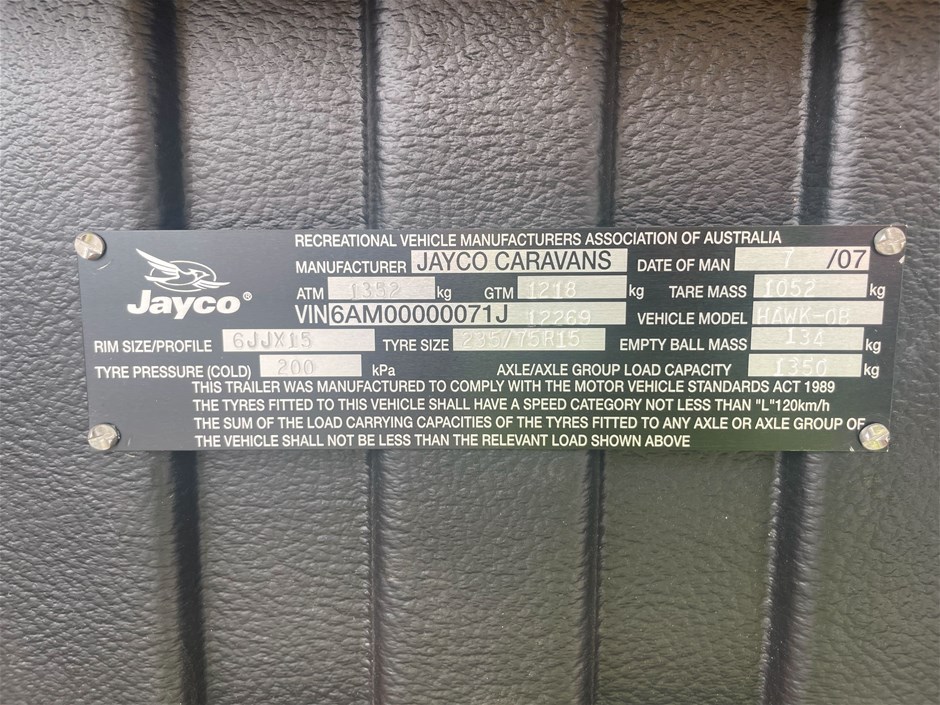 RECREATIONAL VEHICLE MANUFACTURERS ASSOCIATION OF AUSTRALIA
Jayco®
MANUFACTURER JAYCO CARAVANS DATE OF MAN 7 /07
ATM 1352 kg GTM 1218 kg TARE MASS 1052 kg
VIN 6AM00000071J 12269 VEHICLE MODEL HAWK-OB
RIM SIZE/PROFILE 6JJX15 TYRE SIZE 235/75R15 EMPTY BALL MASS 134 kg
TYRE PRESSURE (COLD) 200 kPa AXLE/AXLE GROUP LOAD CAPACITY 1350 kg
THIS TRAILER WAS MANUFACTURED TO COMPLY WITH THE MOTOR VEHICLE STANDARDS ACT 1989
THE TYRES FITTED TO THIS VEHICLE SHALL HAVE A SPEED CATEGORY NOT LESS THAN "L"120km/h
THE SUM OF THE LOAD CARRYING CAPACITIES OF THE TYRES FITTED TO ANY AXLE OR AXLE GROUP OF
THE VEHICLE SHALL NOT BE LESS THAN THE RELEVANT LOAD SHOWN ABOVE